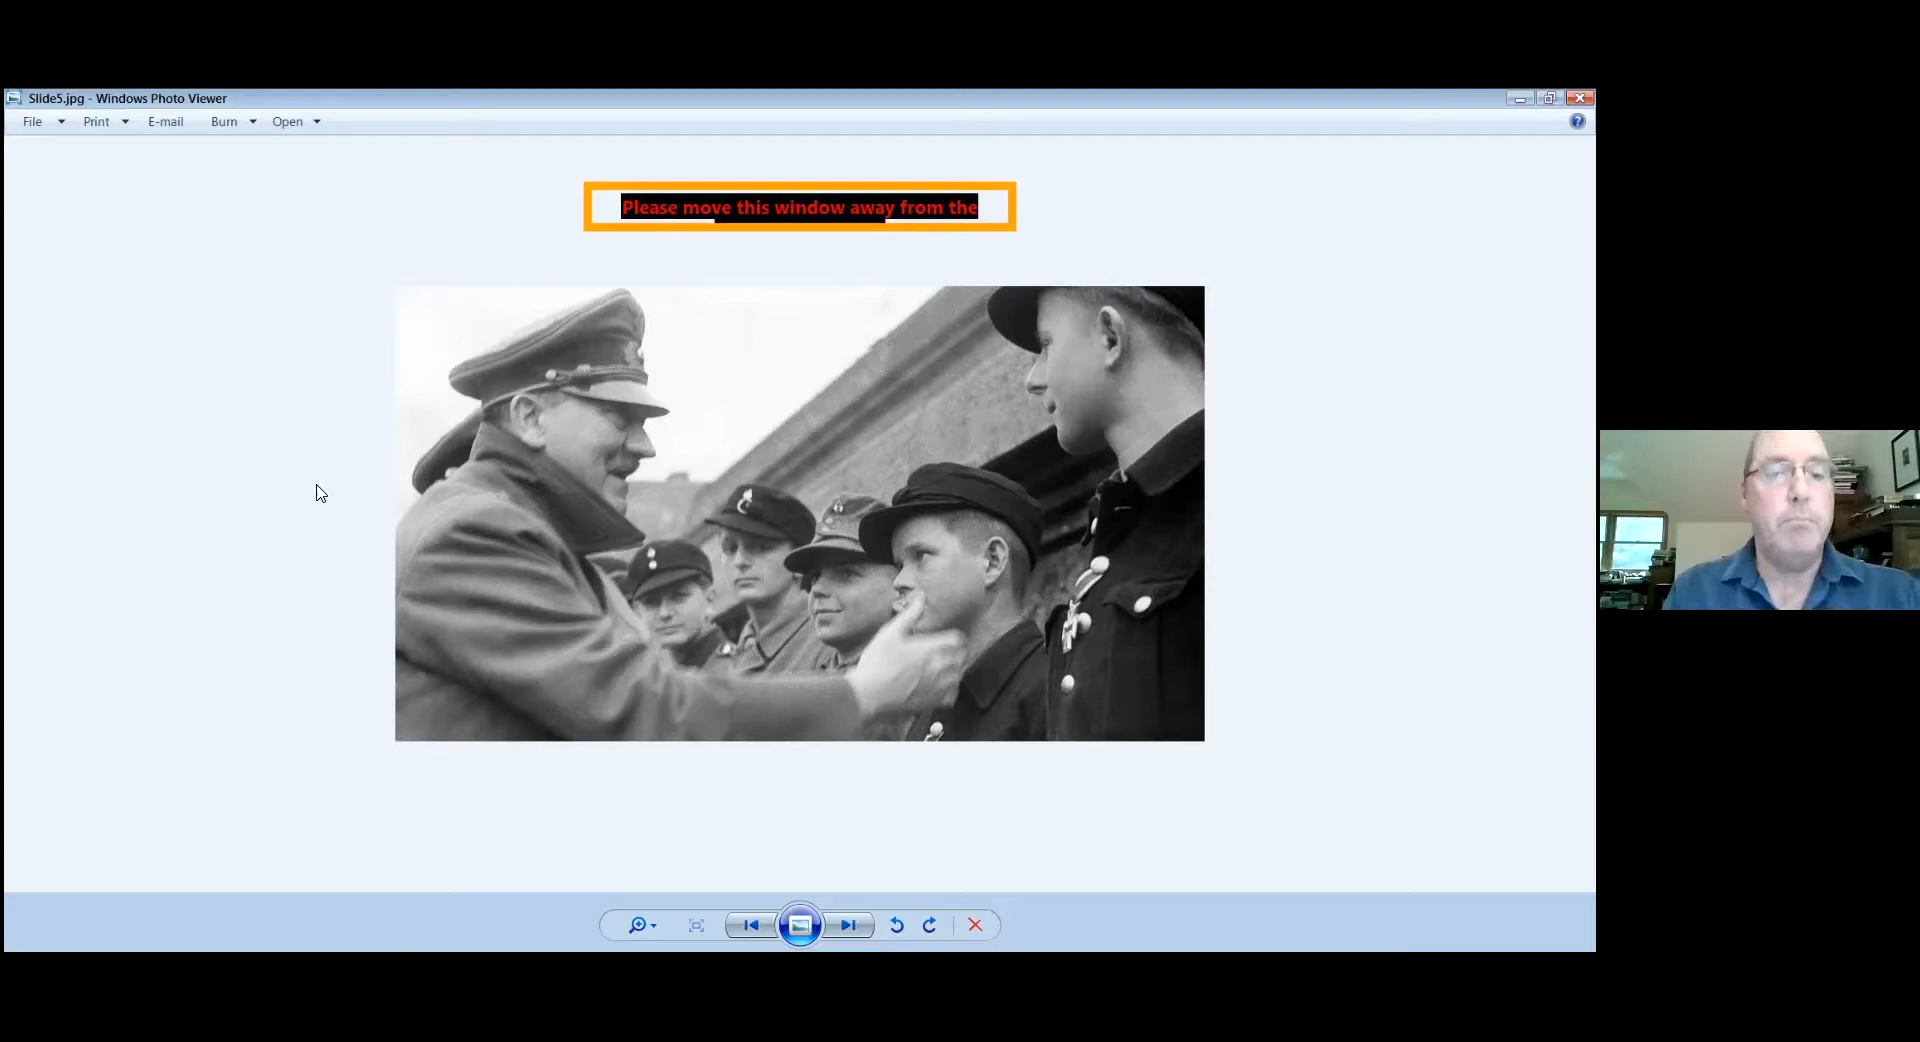 Slide5.jpg - Windows Photo Viewer
File Print E-mail Burn Open
Please move this window away from the